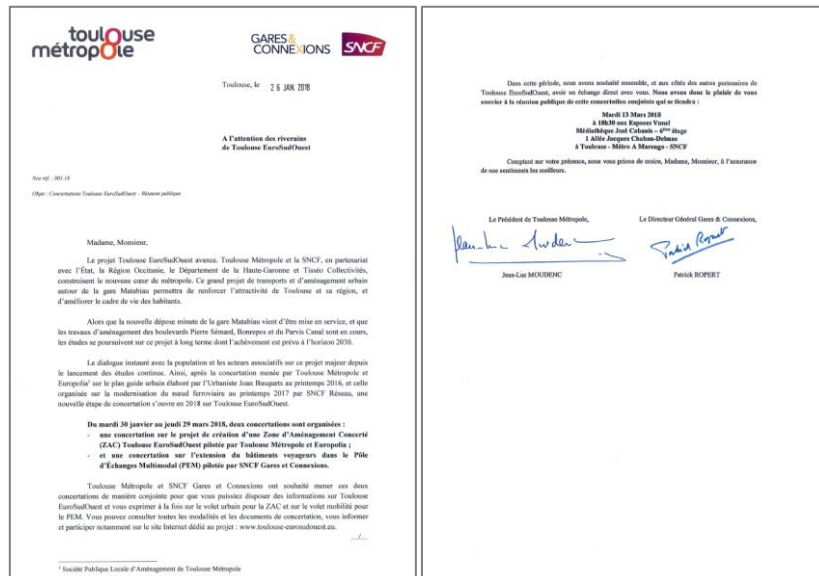 toulouse
métropole
GARES &
CONNEXIONS
SNCF
Toulouse, le 26 JAN. 2018
A l'attention des riverains
de Toulouse EuroSudOuest
Nos réf. : 001.18
Objet : Concertations Toulouse EuroSudOuest – Réunion publique
Madame, Monsieur,
Le projet Toulouse EuroSudOuest avance. Toulouse Métropole et la SNCF, en partenariat
avec l'État, la Région Occitanie, le Département de la Haute-Garonne et Tisséo Collectivités,
construisent le nouveau cœur de métropole. Ce grand projet de transports et d'aménagement urbain
autour de la gare Matabiau permettra de renforcer l'attractivité de Toulouse et sa région, et
d'améliorer le cadre de vie des habitants.
Alors que la nouvelle dépose minute de la gare Matabiau vient d'être mise en service, et que
les travaux d'aménagement des boulevards Pierre Sémard, Bonrepos et du Parvis Canal sont en cours,
les études se poursuivent sur ce projet à long terme dont l'achèvement est prévu à l'horizon 2030.
Le dialogue instauré avec la population et les acteurs associatifs sur ce projet majeur depuis
le lancement des études continue. Ainsi, après la concertation menée par Toulouse Métropole et
Europolia¹ sur le plan guide urbain élaboré par l'Urbaniste Joan Busquets au printemps 2016, et celle
organisée sur la modernisation du nœud ferroviaire au printemps 2017 par SNCF Réseau, une
nouvelle étape de concertation s'ouvre en 2018 sur Toulouse EuroSudOuest.
Du mardi 30 janvier au jeudi 29 mars 2018, deux concertations sont organisées :
- une concertation sur le projet de création d'une Zone d'Aménagement Concerté
(ZAC) Toulouse EuroSudOuest pilotée par Toulouse Métropole et Europolia ;
- et une concertation sur l'extension du bâtiments voyageurs dans le Pôle
d'Échanges Multimodal (PEM) pilotée par SNCF Gares et Connexions.
Toulouse Métropole et SNCF Gares et Connexions ont souhaité mener ces deux
concertations de manière conjointe pour que vous puissiez disposer des informations sur Toulouse
EuroSudOuest et vous exprimer à la fois sur le volet urbain pour la ZAC et sur le volet mobilité pour
le PEM. Vous pouvez consulter toutes les modalités et les documents de concertation, vous informer
et participer notamment sur le site Internet dédié au projet : www.toulouse-eurosudouest.eu.
…/…
¹ Société Publique Locale d'Aménagement de Toulouse Métropole
Dans cette période, nous avons souhaité ensemble, et aux côtés des autres partenaires de
Toulouse EuroSudOuest, avoir un échange direct avec vous. Nous avons donc le plaisir de vous
convier à la réunion publique de cette concertation conjointe qui se tiendra :
Mardi 13 Mars 2018
à 18h30 aux Espaces Vanel
Médiathèque José Cabanis – 6ème étage
1 Allée Jacques Chaban-Delmas
à Toulouse - Métro A Marengo - SNCF
Comptant sur votre présence, nous vous prions de croire, Madame, Monsieur, à l'assurance
de nos sentiments les meilleurs.
Le Président de Toulouse Métropole,
Le Directeur Général Gares & Connexions,
Jean-Luc Moudenc
Patrick Ropert
Jean-Luc MOUDENC
Patrick ROPERT